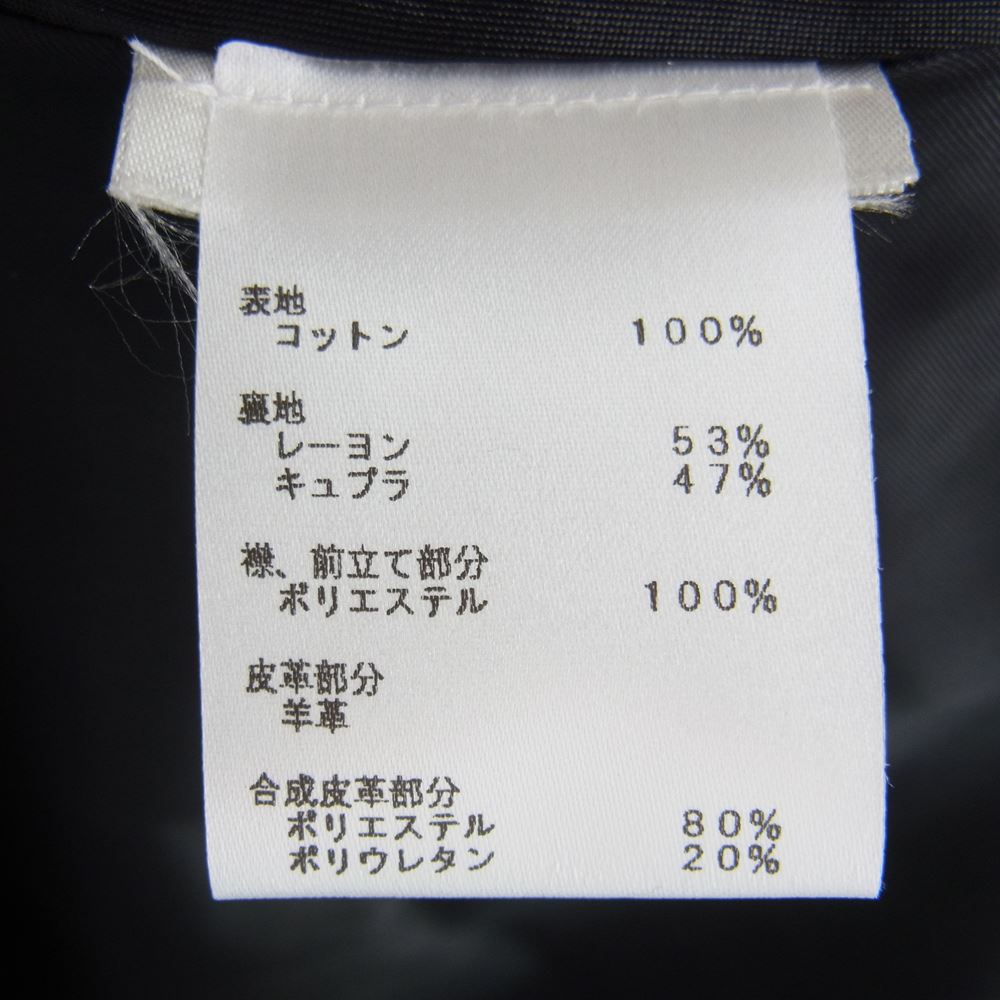 表地
コットン 100%
裏地
レーヨン 53%
キュプラ 47%
襟、前立て部分
ポリエステル 100%
皮革部分
羊革
合成皮革部分
ポリエステル 80%
ポリウレタン 20%